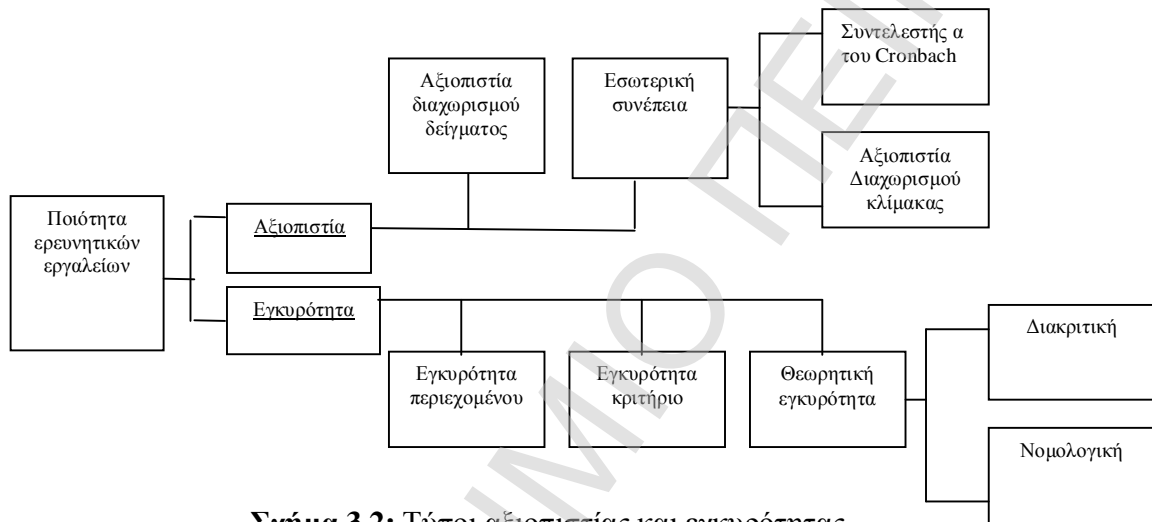 Συντελεστής α
του Cronbach
Αξιοπιστία
διαχωρισμού
δείγματος
Εσωτερική
συνέπεια
Αξιοπιστία
Διαχωρισμού
κλίμακας
Ποιότητα
ερευνητικών
εργαλείων
Αξιοπιστία
Εγκυρότητα
Διακριτική
Εγκυρότητα
περιεχομένου
Εγκυρότητα
κριτήριο
Θεωρητική
εγκυρότητα
Νομολογική
Σχήμα 3.2: Τύποι αξιοπιστίας και εγκυρότητας